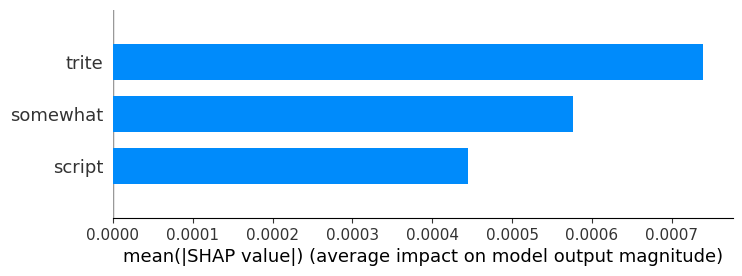 trite
somewhat
script
0.0000 0.0001 0.0002 0.0003 0.0004 0.0005 0.0006 0.0007
mean(|SHAP value|) (average impact on model output magnitude)